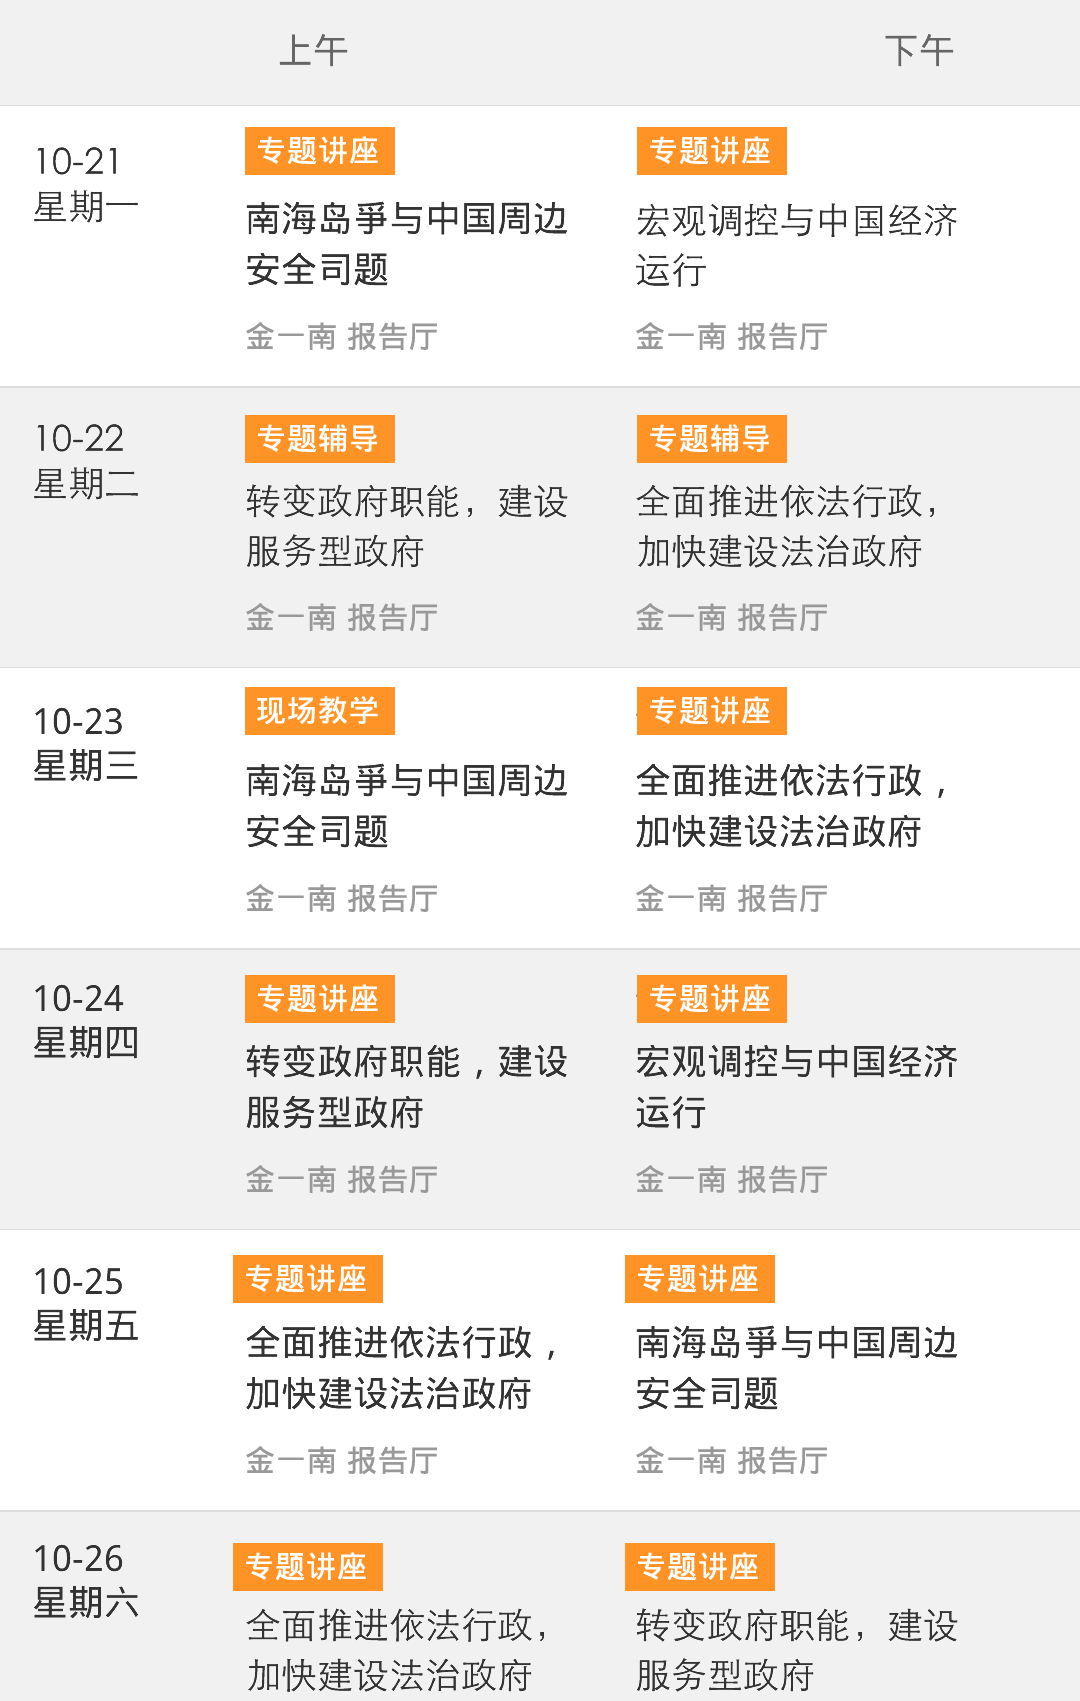 上午 下午
10-21
星期一
专题讲座
南海岛爭与中国周边
安全司题
金一南 报告厅
专题讲座
宏观调控与中国经济
运行
金一南 报告厅
10-22
星期二
专题辅导
转变政府职能，建设
服务型政府
金一南 报告厅
专题辅导
全面推进依法行政，
加快建设法治政府
金一南 报告厅
10-23
星期三
现场教学
南海岛爭与中国周边
安全司题
金一南 报告厅
专题讲座
全面推进依法行政，
加快建设法治政府
金一南 报告厅
10-24
星期四
专题讲座
转变政府职能，建设
服务型政府
金一南 报告厅
专题讲座
宏观调控与中国经济
运行
金一南 报告厅
10-25
星期五
专题讲座
全面推进依法行政，
加快建设法治政府
金一南 报告厅
专题讲座
南海岛爭与中国周边
安全司题
金一南 报告厅
10-26
星期六
专题讲座
全面推进依法行政，
加快建设法治政府
专题讲座
转变政府职能，建设
服务型政府